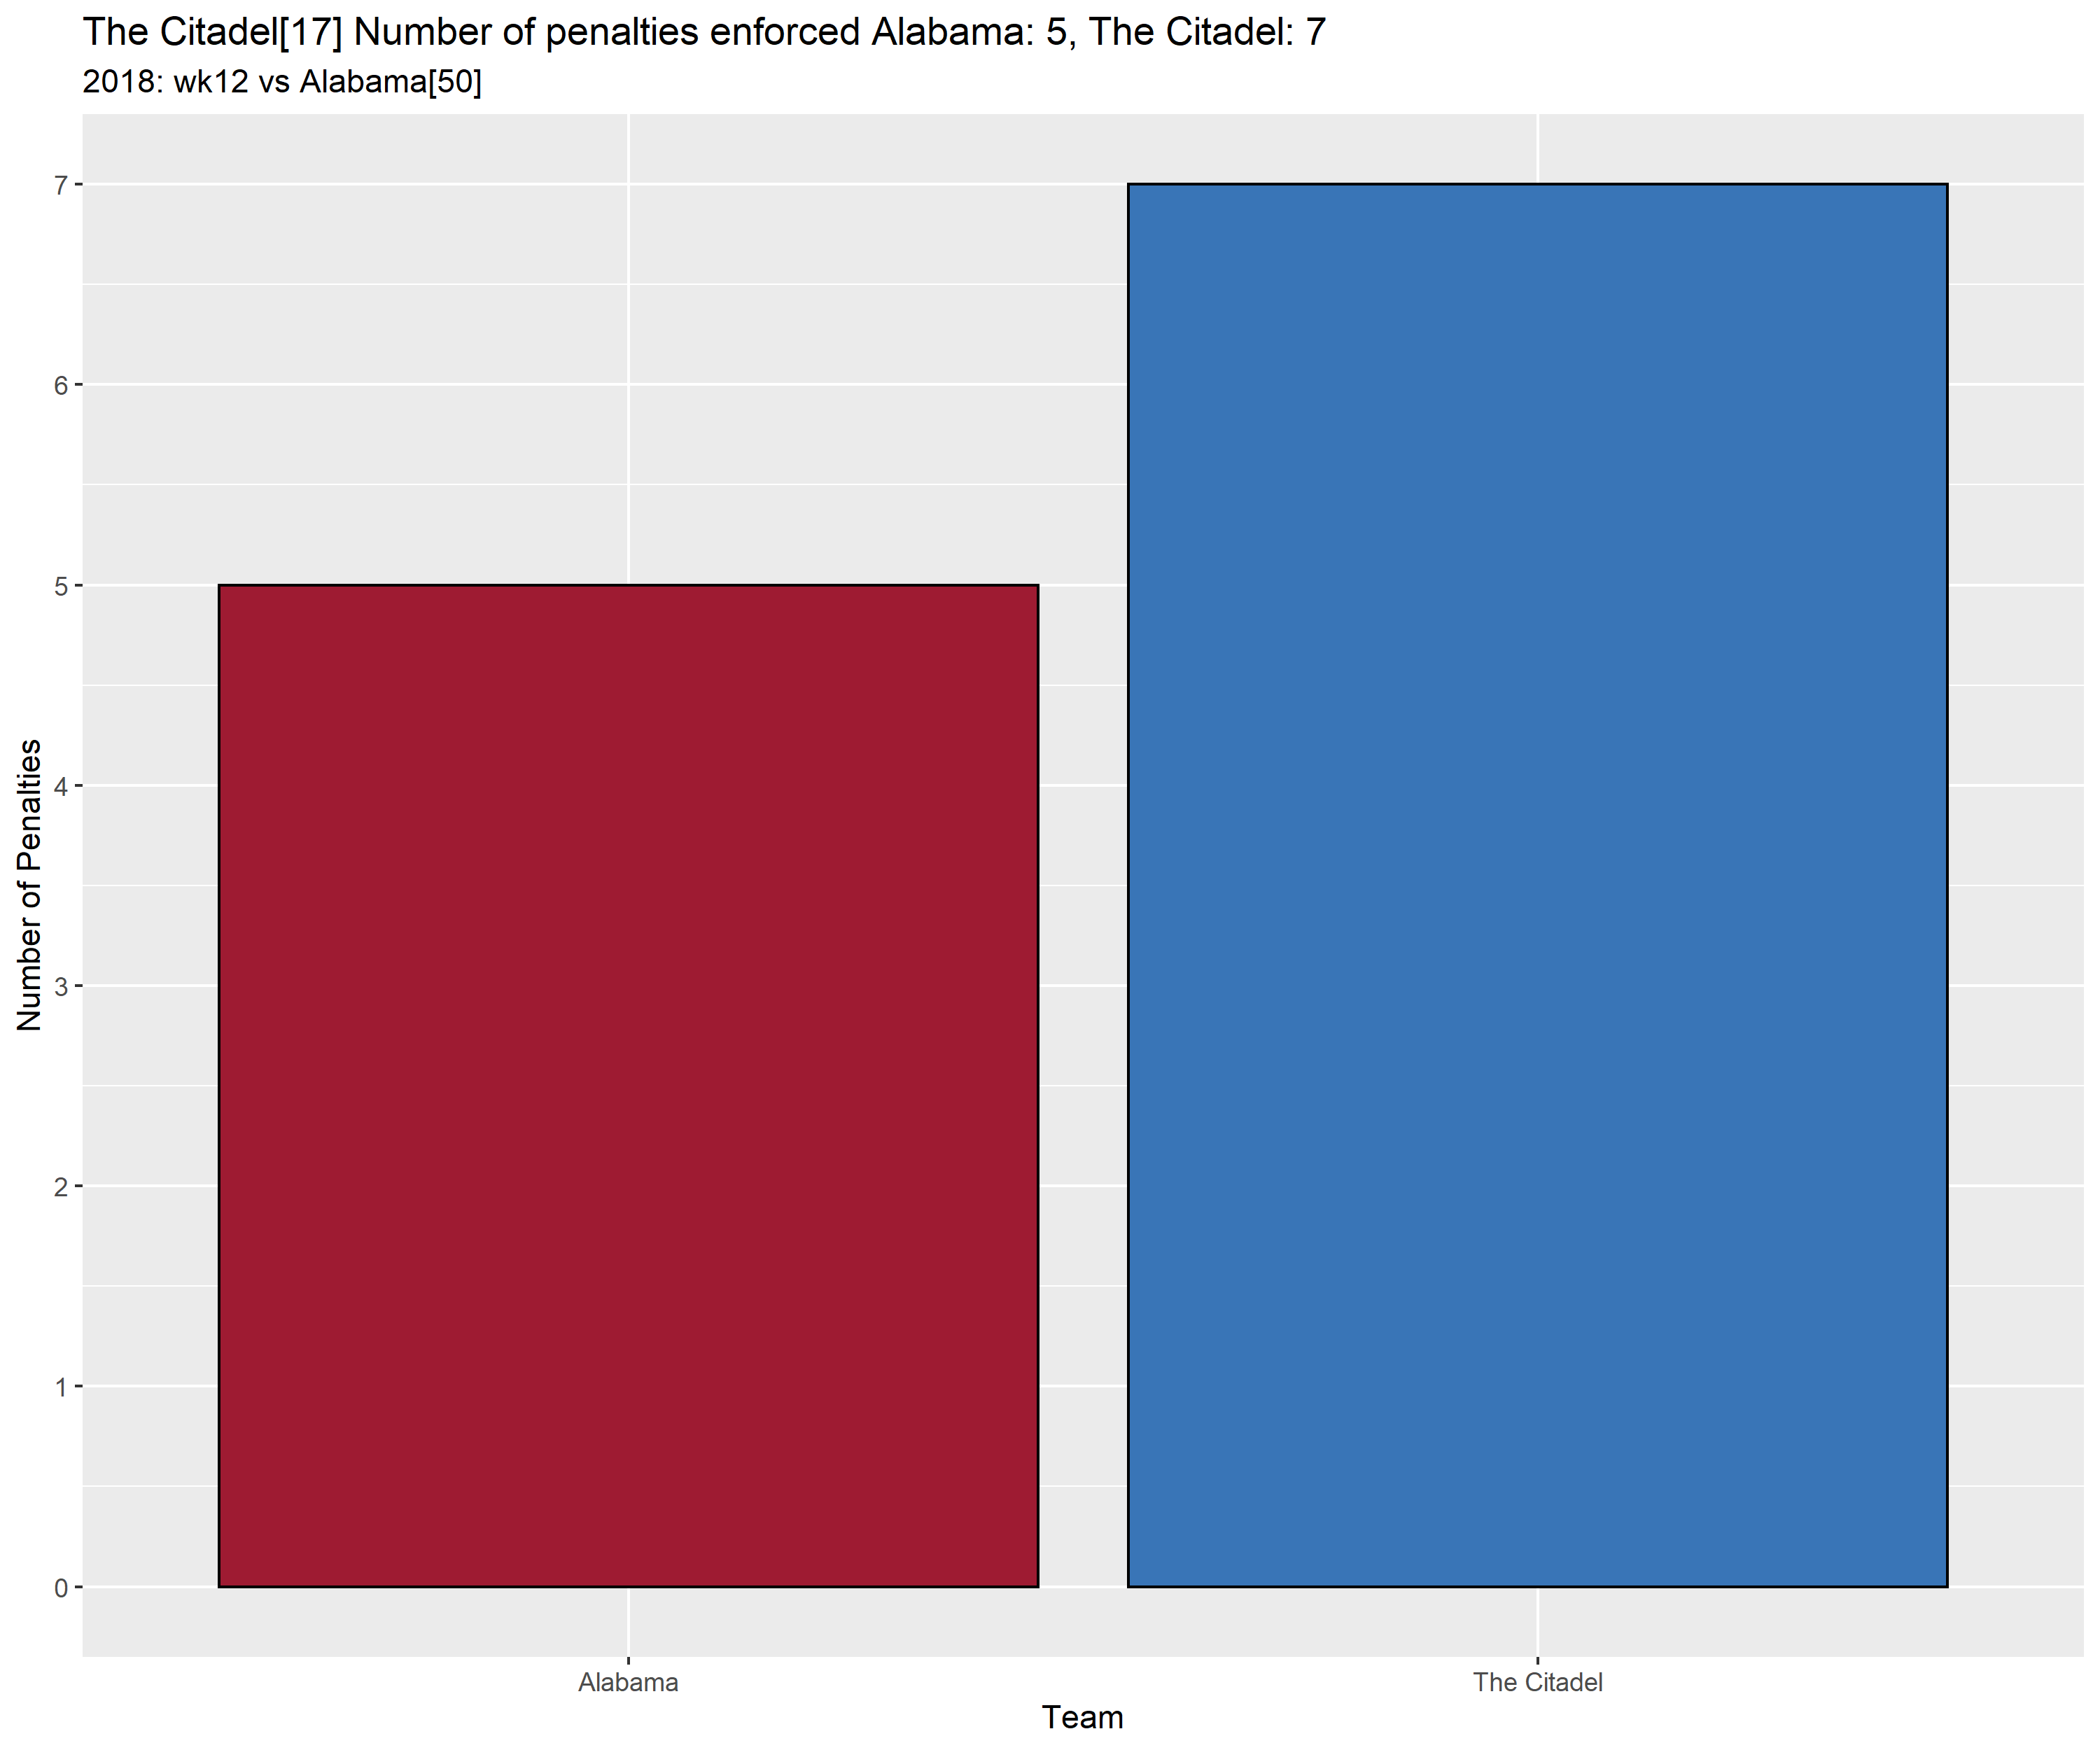 The Citadel[17] Number of penalties enforced Alabama: 5, The Citadel: 7
2018: wk12 vs Alabama[50]
Number of Penalties
7
6
5
4
3
2
1
0
Alabama
The Citadel
Team